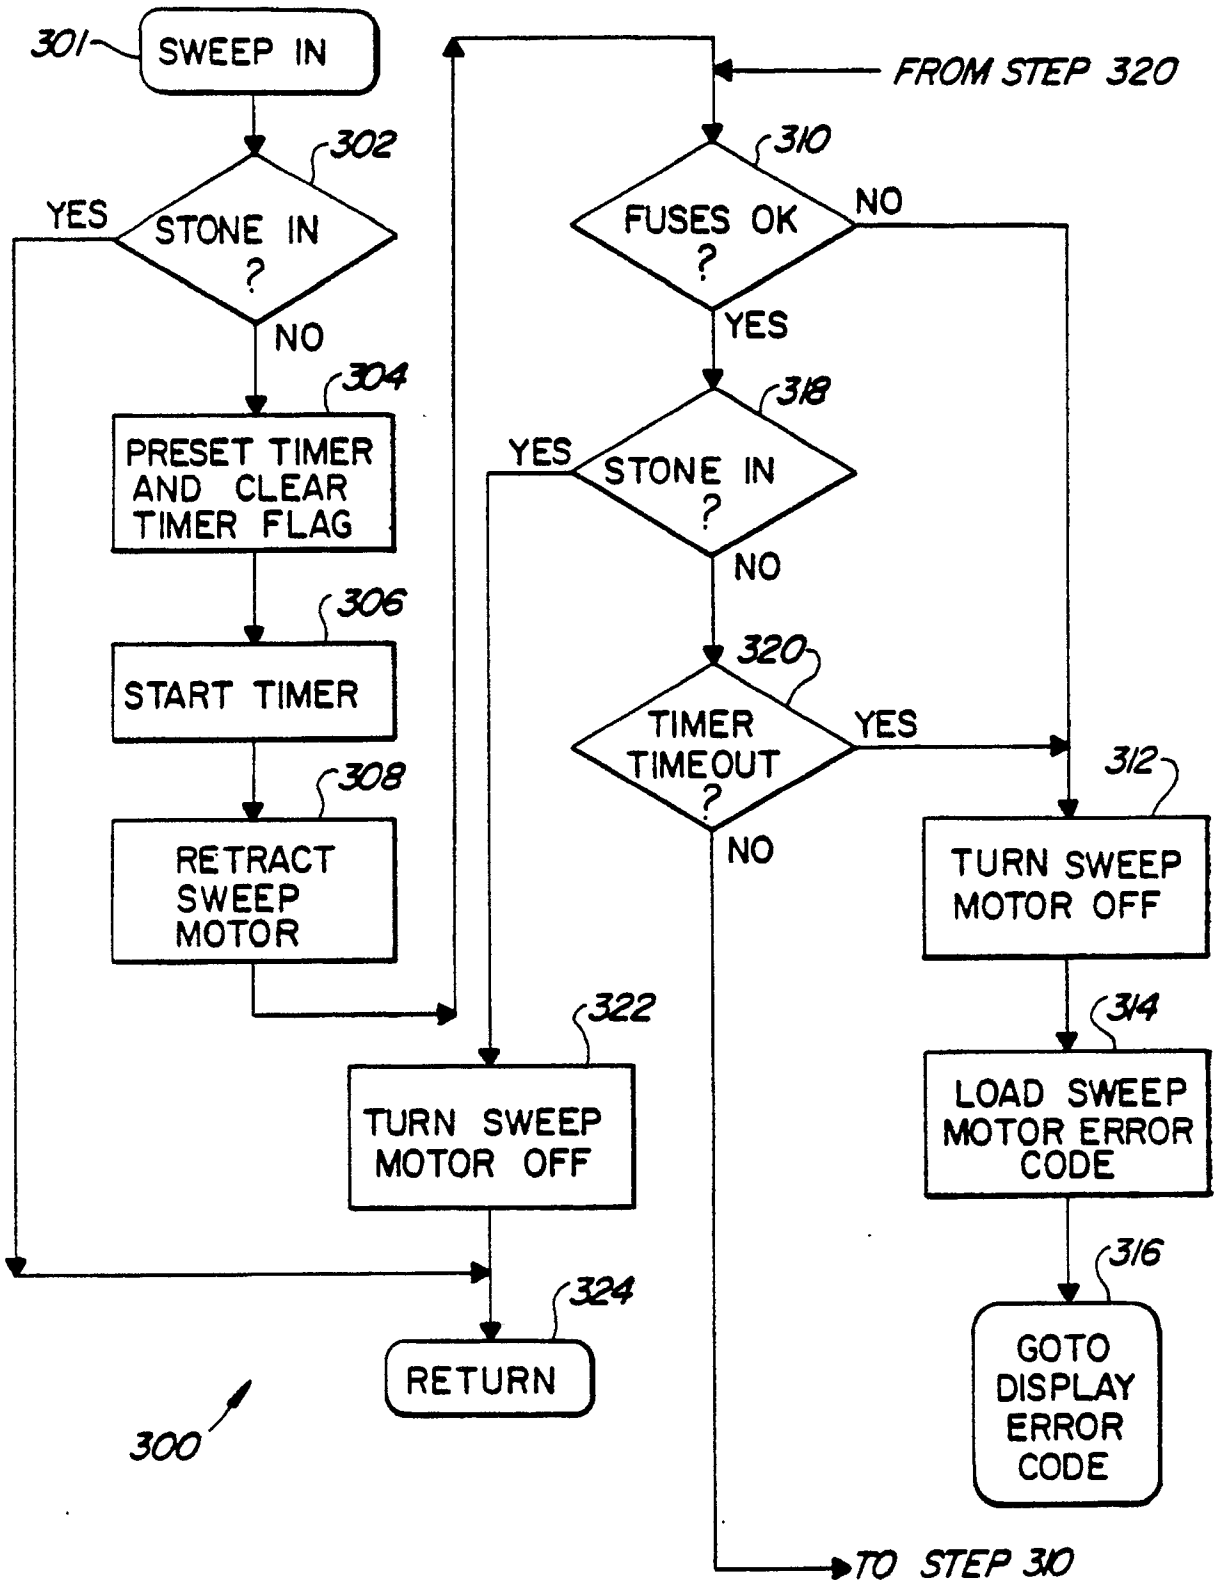 301
SWEEP IN
302
YES
STONE IN
?
NO
304
PRESET TIMER
AND CLEAR
TIMER FLAG
306
START TIMER
308
RETRACT
SWEEP
MOTOR
FROM STEP 320
310
FUSES OK
?
NO
YES
318
YES
STONE IN
?
NO
320
TIMER
TIMEOUT
?
YES
NO
312
TURN SWEEP
MOTOR OFF
314
LOAD SWEEP
MOTOR ERROR
CODE
316
GOTO
DISPLAY
ERROR
CODE
322
TURN SWEEP
MOTOR OFF
324
RETURN
300
TO STEP 310